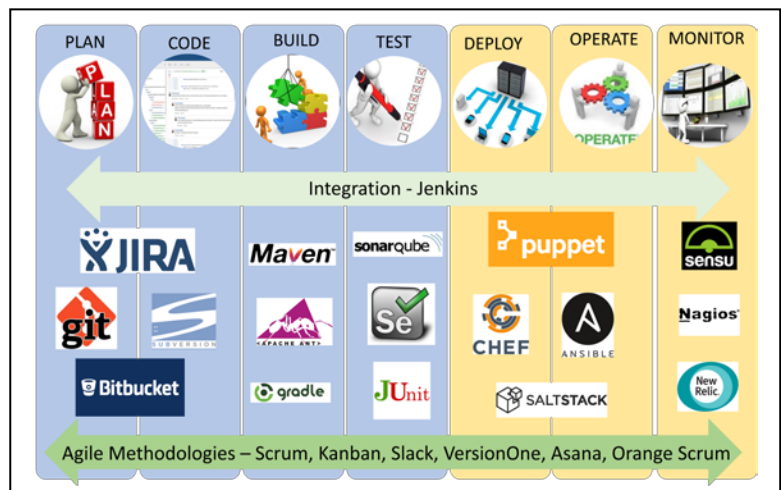 PLAN
CODE
BUILD
TEST
DEPLOY
OPERATE
MONITOR
PLAN
OPERATE
Integration - Jenkins
JIRA
Maven™
sonarqube
puppet
sensu
git
SUBVERSION
APACHE ANT
Se
CHEF
ANSIBLE
Nagios®
Bitbucket
gradle
JUnit
SALTSTACK
New
Relic.
Agile Methodologies – Scrum, Kanban, Slack, VersionOne, Asana, Orange Scrum